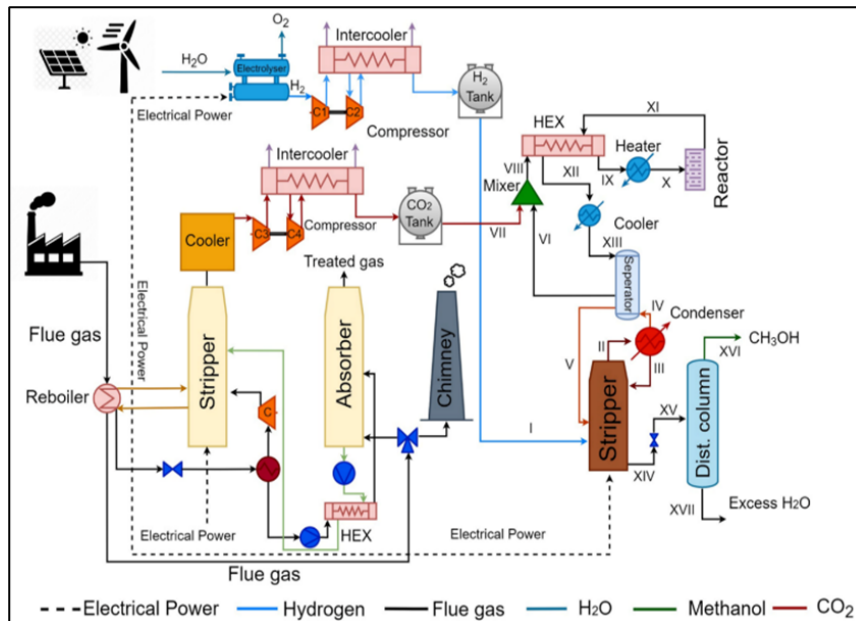 O2
H2O
Electrolyser
H2
Electrical Power
C1
C2
Intercooler
Compressor
H2
Tank
Intercooler
C3
C4
Compressor
CO2
Tank
Cooler
HEX
XI
Heater
VIII
XII
IX
X
Reactor
Mixer
Cooler
VII
VI
XIII
Seperator
IV
Condenser
V
II
III
XVI
CH3OH
Treated gas
Electrical Power
Flue gas
Reboiler
Stripper
C
Absorber
Chimney
I
Stripper
XV
XIV
Dist. column
XVII
Excess H2O
Electrical Power
HEX
Electrical Power
Flue gas
Electrical Power
Hydrogen
Flue gas
H2O
Methanol
CO2